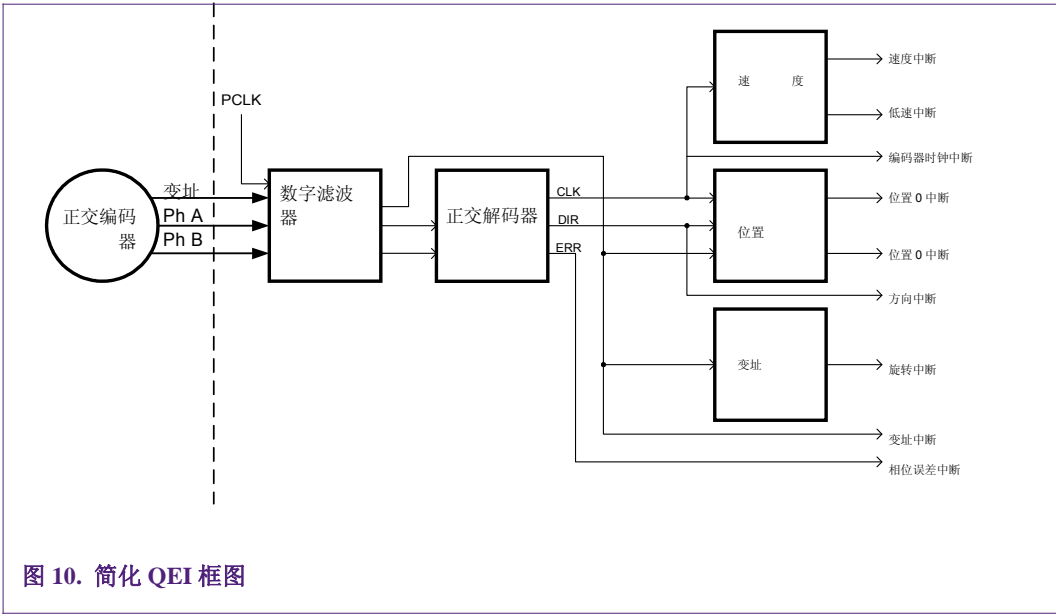 PCLK
变址
Ph A
Ph B
正交编码
器
数字滤波
器
正交解码器
CLK
DIR
ERR
速 度
位置
变址
速度中断
低速中断
编码器时钟中断
位置 0 中断
位置 0 中断
方向中断
旋转中断
变址中断
相位误差中断
图 10. 简化 QEI 框图